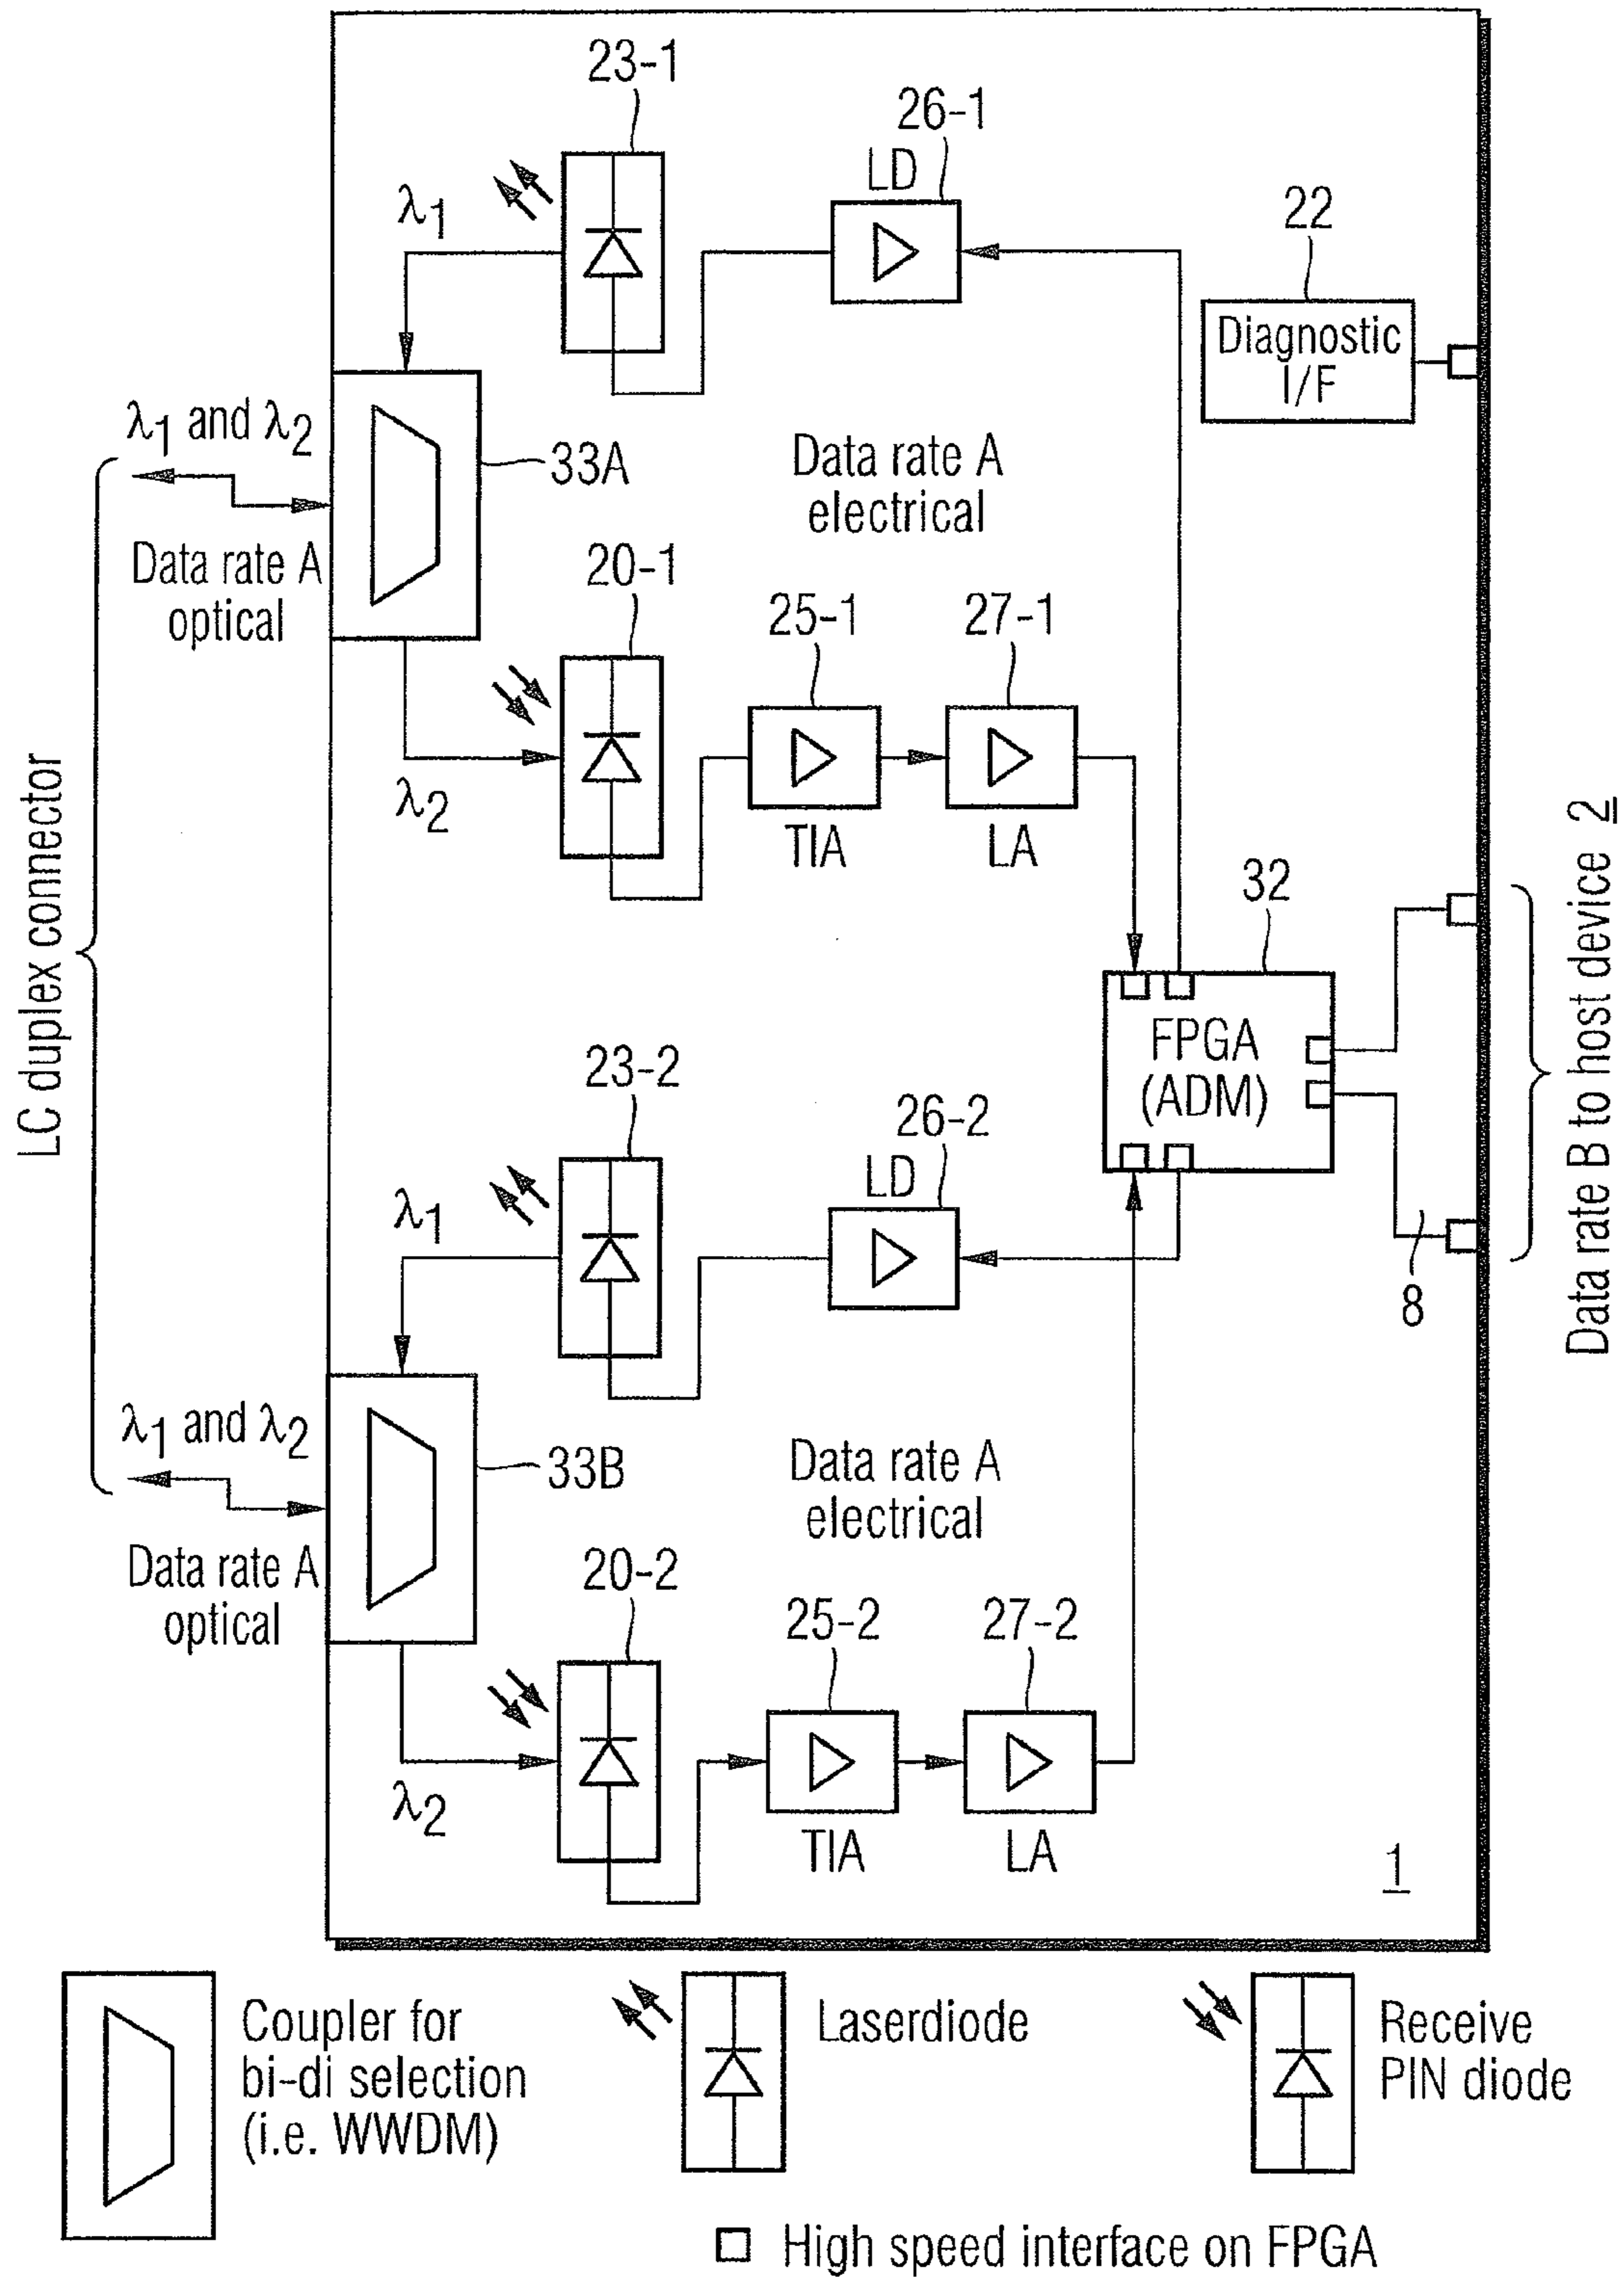 23-1
26-1
LD
22
λ1
Diagnostic
I/F
λ1 and λ2
33A
Data rate A
electrical
Data rate A
optical
20-1
25-1
27-1
λ2
TIA
LA
LC duplex connector
32
FPGA
(ADM)
Data rate B to host device 2
23-2
26-2
LD
λ1
8
λ1 and λ2
33B
Data rate A
electrical
Data rate A
optical
20-2
25-2
27-2
λ2
TIA
LA
1
Coupler for
bi-di selection
(i.e. WWDM)
Laserdiode
Receive
PIN diode
High speed interface on FPGA